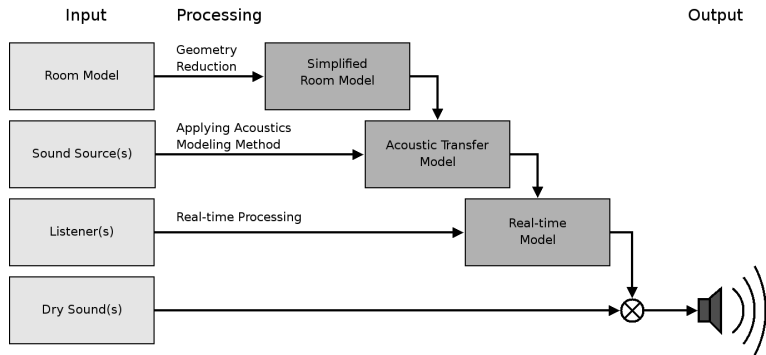 Input
Processing
Output
Room Model
Geometry
Reduction
Simplified
Room Model
Sound Source(s)
Applying Acoustics
Modeling Method
Acoustic Transfer
Model
Listener(s)
Real-time Processing
Real-time
Model
Dry Sound(s)